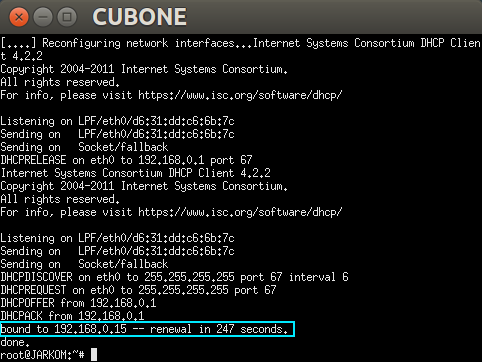 CUBONE
[....] Reconfiguring network interfaces...Internet Systems Consortium DHCP Clien
t 4.2.2
Copyright 2004-2011 Internet Systems Consortium.
All rights reserved.
For info, please visit https://www.isc.org/software/dhcp/
Listening on LPF/eth0/d6:31:dd:c6:6b:7c
Sending on   LPF/eth0/d6:31:dd:c6:6b:7c
Sending on   Socket/fallback
DHCPRELEASE on eth0 to 192.168.0.1 port 67
Internet Systems Consortium DHCP Client 4.2.2
Copyright 2004-2011 Internet Systems Consortium.
All rights reserved.
For info, please visit https://www.isc.org/software/dhcp/
Listening on LPF/eth0/d6:31:dd:c6:6b:7c
Sending on   LPF/eth0/d6:31:dd:c6:6b:7c
Sending on   Socket/fallback
DHCPDISCOVER on eth0 to 255.255.255.255 port 67 interval 6
DHCPREQUEST on eth0 to 255.255.255.255 port 67
DHCPOFFER from 192.168.0.1
DHCPACK from 192.168.0.1
bound to 192.168.0.15 -- renewal in 247 seconds.
done.
root@JARKOM:~#